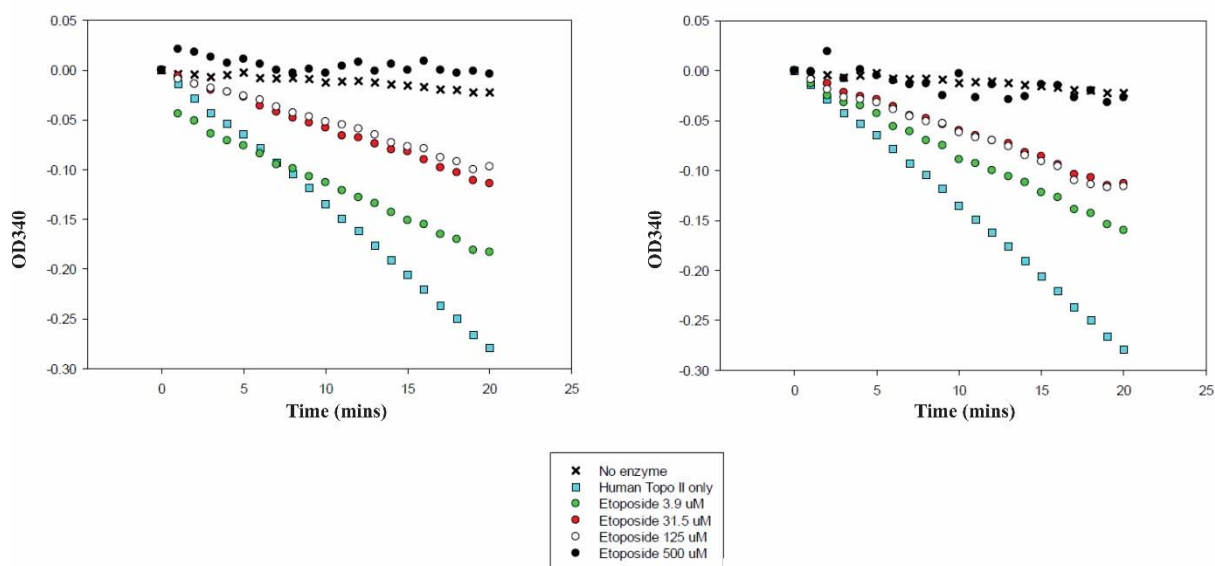 0.05
0.00
-0.05
-0.10
-0.15
-0.20
-0.25
-0.30
OD340
0 5 10 15 20 25
Time (mins)
0.05
0.00
-0.05
-0.10
-0.15
-0.20
-0.25
-0.30
OD340
0 5 10 15 20 25
Time (mins)
No enzyme
Human Topo II only
Etoposide 3.9 uM
Etoposide 31.5 uM
Etoposide 125 uM
Etoposide 500 uM